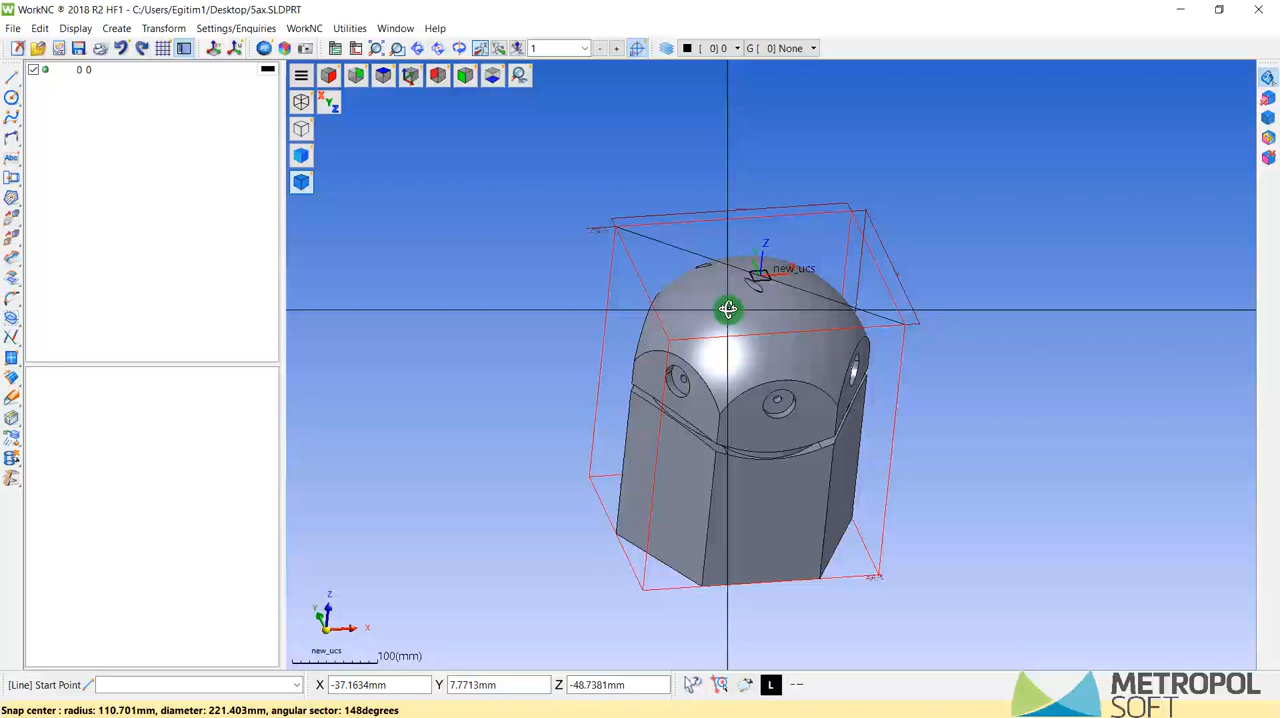 WorkNC ® 2018 R2 HF1 - C:/Users/Egitim1/Desktop/5ax.SLDPRT
File Edit Display Create Transform Settings/Enquiries WorkNC Utilities Window Help
1 - + [ 0] 0 G [ 0] None
0 0
X Y Z
Abc
Z
new_ucs
Z
Y
X
new_ucs
100(mm)
[Line] Start Point X -37.1634mm Y 7.7713mm Z -48.7381mm L --
Snap center : radius: 110.701mm, diameter: 221.403mm, angular sector: 148degrees
METROPOL
SOFT